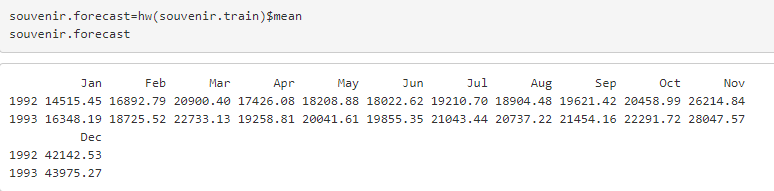 souvenir.forecast=hw(souvenir.train)$mean
souvenir.forecast
Jan Feb Mar Apr May Jun Jul Aug Sep Oct Nov
1992 14515.45 16892.79 20900.40 17426.08 18208.88 18022.62 19210.70 18904.48 19621.42 20458.99 26214.84
1993 16348.19 18725.52 22733.13 19258.81 20041.61 19855.35 21043.44 20737.22 21454.16 22291.72 28047.57
Dec
1992 42142.53
1993 43975.27